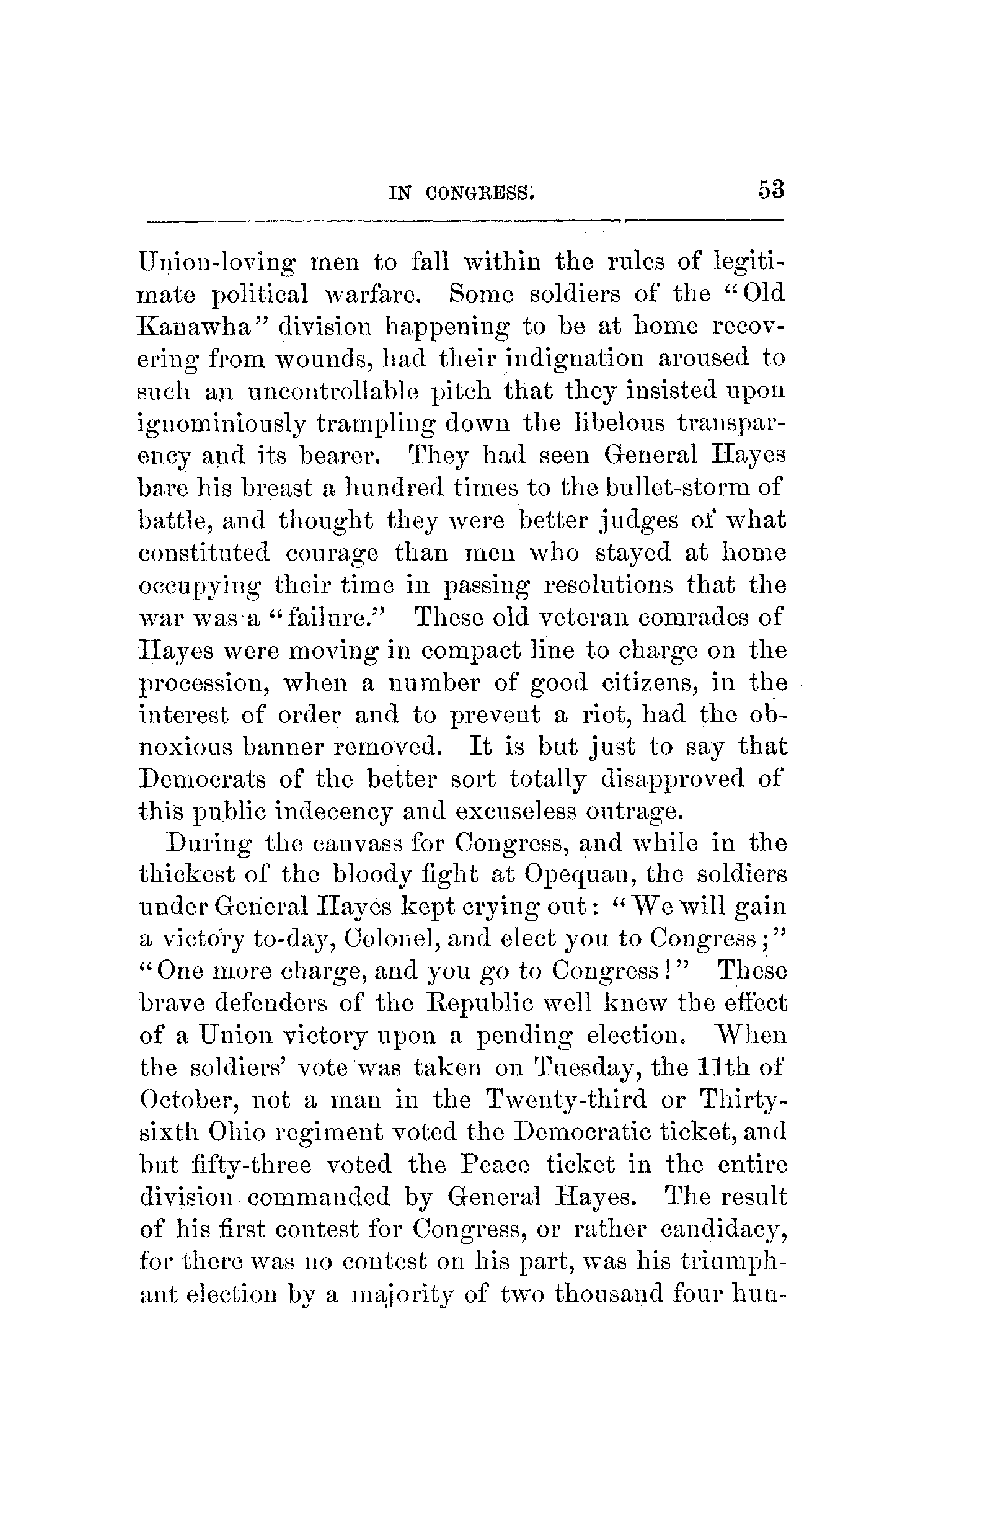 IN CONGRESS. 53
Union-loving men to fall within the rules of legiti-
mate political warfare. Some soldiers of the "Old
Kanawha" division happening to be at home recov-
ering from wounds, had their indignation aroused to
such an uncontrollable pitch that they insisted upon
ignominiously trampling down the libelous transpar-
ency and its bearer. They had seen General Hayes
bare his breast a hundred times to the bullet-storm of
battle, and thought they were better judges of what
constituted courage than men who stayed at home
occupying their time in passing resolutions that the
war was a "failure." These old veteran comrades of
Hayes were moving in compact line to charge on the
procession, when a number of good citizens, in the
interest of order and to prevent a riot, had the ob-
noxious banner removed. It is but just to say that
Democrats of the better sort totally disapproved of
this public indecency and excuseless outrage.
During the canvass for Congress, and while in the
thickest of the bloody fight at Opequan, the soldiers
under General Hayes kept crying out: "We will gain
a victory to-day, Colonel, and elect you to Congress;"
"One more charge, and you go to Congress!" These
brave defenders of the Republic well knew the effect
of a Union victory upon a pending election. When
the soldiers' vote was taken on Tuesday, the 11th of
October, not a man in the Twenty-third or Thirty-
sixth Ohio regiment voted the Democratic ticket, and
but fifty-three voted the Peace ticket in the entire
division commanded by General Hayes. The result
of his first contest for Congress, or rather candidacy,
for there was no contest on his part, was his triumph-
ant election by a majority of two thousand four hun-